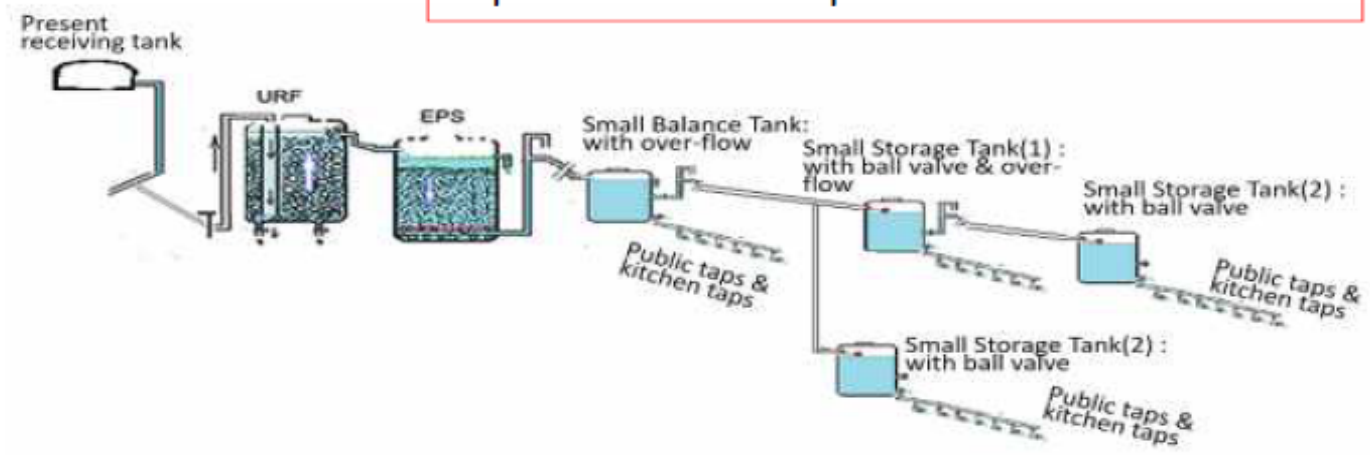 Present
receiving tank
URF
EPS
Small Balance Tank:
with over-flow
Small Storage Tank(1) :
with ball valve & over-
flow
Small Storage Tank(2) :
with ball valve
Public taps &
kitchen taps
Public taps &
kitchen taps
Small Storage Tank(2) :
with ball valve
Public taps &
kitchen taps